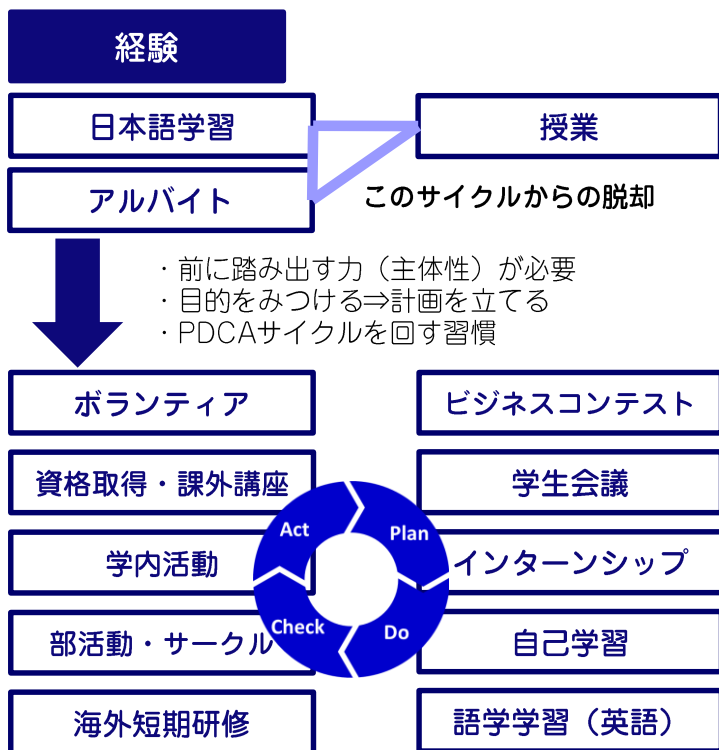 経験
日本語学習
授業
アルバイト
このサイクルからの脱却
・前に踏み出す力（主体性）が必要
・目的をみつける⇒計画を立てる
・PDCAサイクルを回す習慣
ボランティア
ビジネスコンテスト
資格取得・課外講座
学生会議
Act
Plan
学内活動
インターンシップ
Check
Do
部活動・サークル
自己学習
海外短期研修
語学学習（英語）